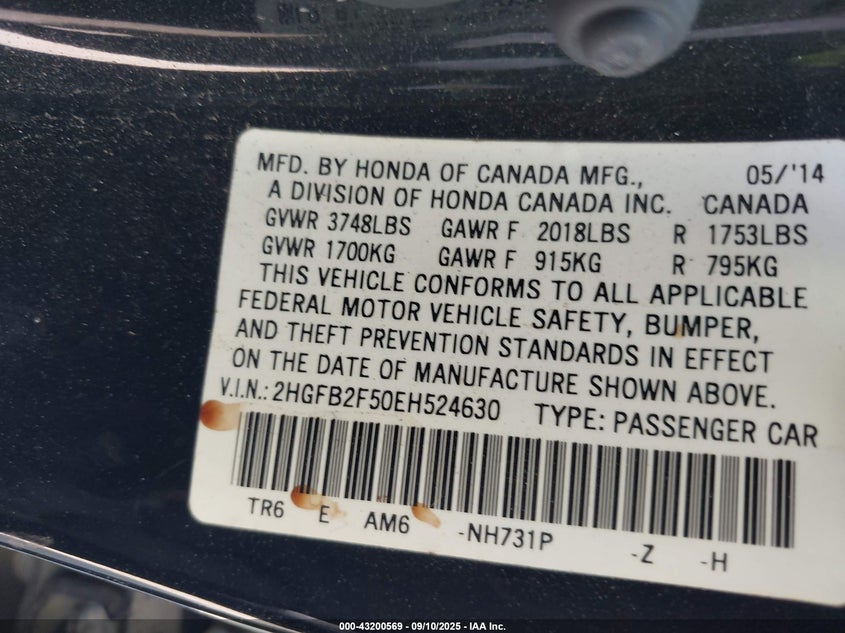 MFD. BY HONDA OF CANADA MFG., 05/'14
A DIVISION OF HONDA CANADA INC. CANADA
GVWR 3748LBS GAWR F 2018LBS R 1753LBS
GVWR 1700KG GAWR F 915KG R 795KG
THIS VEHICLE CONFORMS TO ALL APPLICABLE
FEDERAL MOTOR VEHICLE SAFETY, BUMPER,
AND THEFT PREVENTION STANDARDS IN EFFECT
ON THE DATE OF MANUFACTURE SHOWN ABOVE.
V.I.N.: 2HGFB2F50EH524630 TYPE: PASSENGER CAR
TR6 E AM6 -NH731P -Z -H
000-43200569 - 09/10/2025 - IAA Inc.